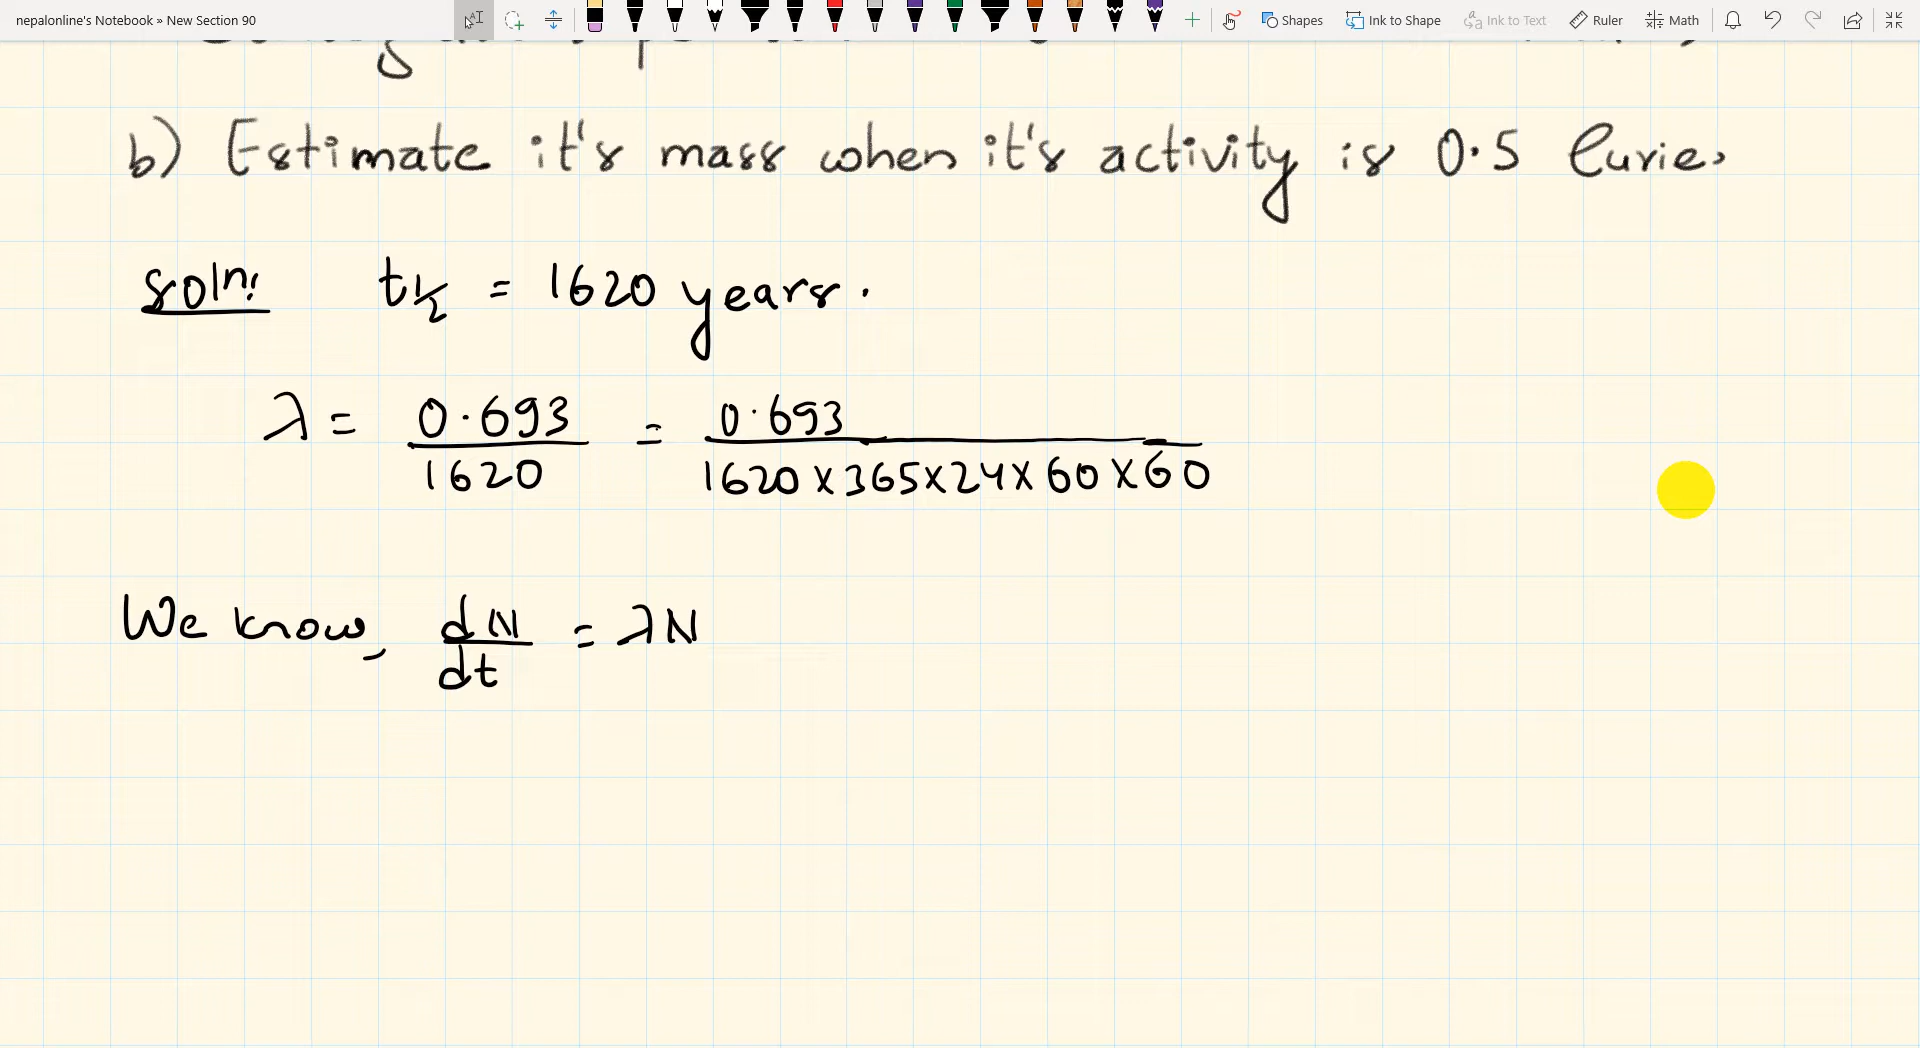 nepalonline's Notebook » New Section 90
Shapes Ink to Shape Ink to Text Ruler Math
b) Estimate it's mass when it's activity is 0.5 Curie.
soln: t1/2 = 1620 years.
λ = 0.693/1620 = 0.693/1620×365×24×60×60
We know, dN/dt = λN